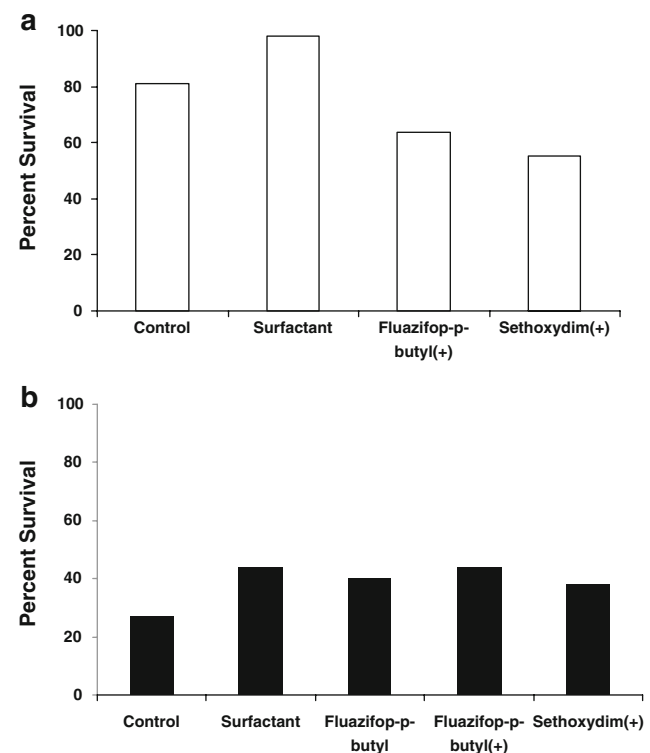 a
Percent Survival
100
80
60
40
20
0
Control Surfactant Fluazifop-p- Sethoxydim(+)
butyl(+)
b
Percent Survival
100
80
60
40
20
0
Control Surfactant Fluazifop-p- Fluazifop-p- Sethoxydim(+)
butyl butyl(+)